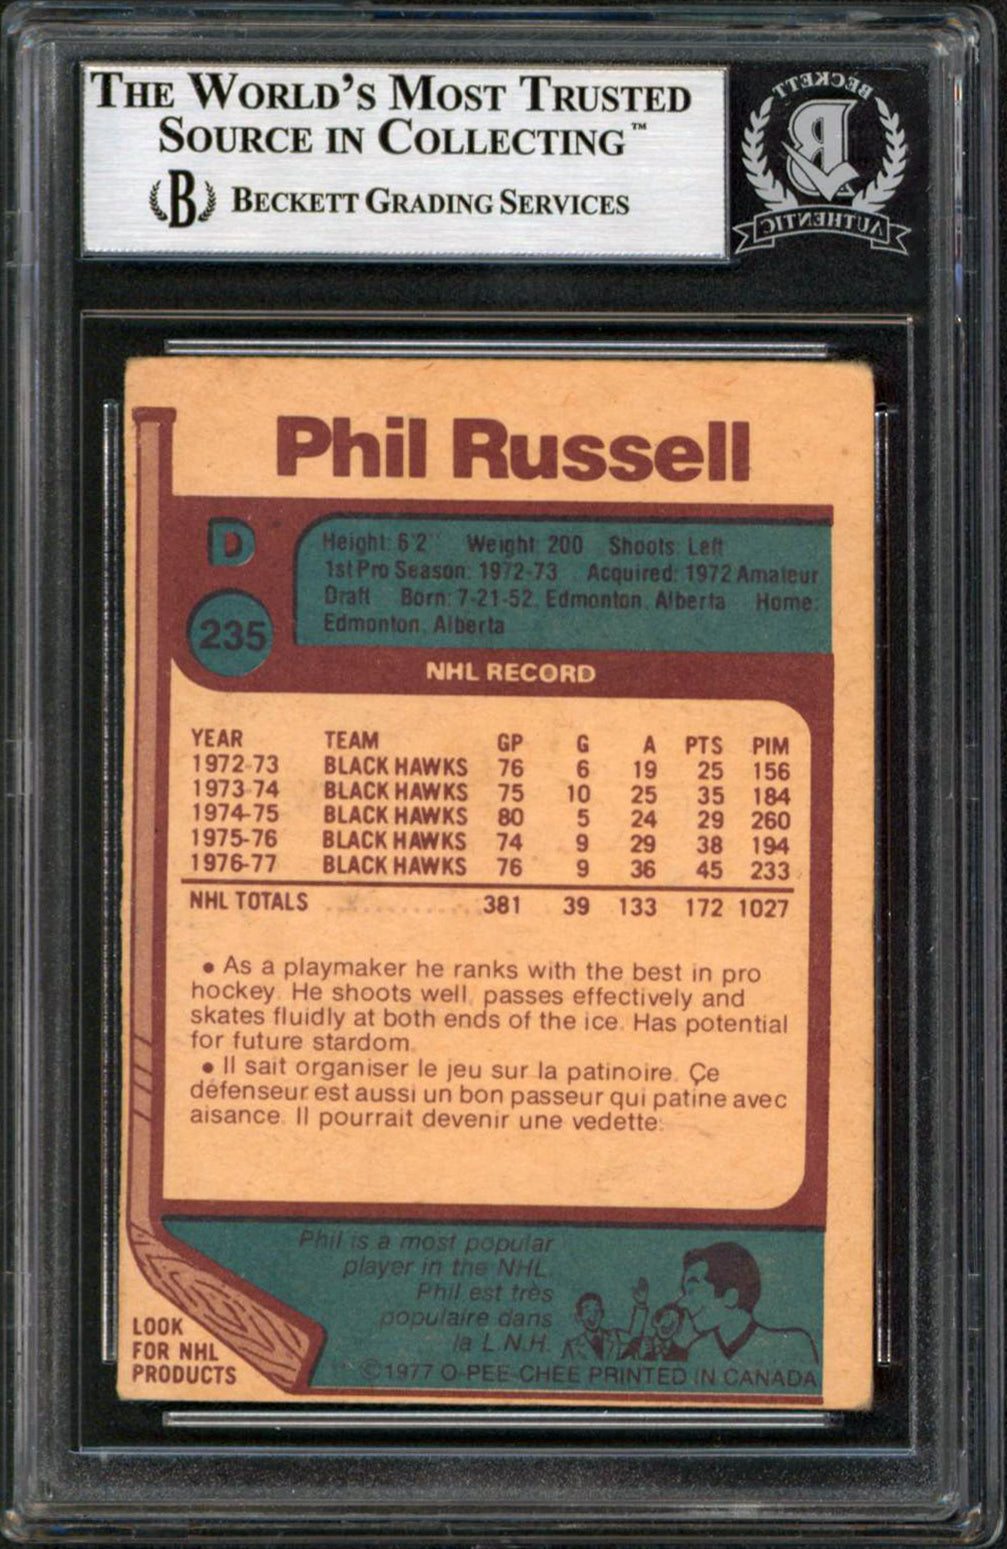 THE WORLD'S MOST TRUSTED
SOURCE IN COLLECTING™
B BECKETT GRADING SERVICES
BECKETT
B
AUTHENTIC
Phil Russell
D
235
Height: 6'2" Weight: 200 Shoots: Left
1st Pro Season: 1972-73 Acquired: 1972 Amateur
Draft Born: 7-21-52, Edmonton, Alberta Home:
Edmonton, Alberta
NHL RECORD
YEAR TEAM GP G A PTS PIM
1972-73 BLACK HAWKS 76 6 19 25 156
1973-74 BLACK HAWKS 75 10 25 35 184
1974-75 BLACK HAWKS 80 5 24 29 260
1975-76 BLACK HAWKS 74 9 29 38 194
1976-77 BLACK HAWKS 76 9 36 45 233
NHL TOTALS ............... 381 39 133 172 1027
• As a playmaker he ranks with the best in pro
hockey. He shoots well, passes effectively and
skates fluidly at both ends of the ice. Has potential
for future stardom.
• Il sait organiser le jeu sur la patinoire. Çe
défenseur est aussi un bon passeur qui patine avec
aisance. Il pourrait devenir une vedette.
Phil is a most popular
player in the NHL.
Phil est très
populaire dans
la L.N.H.
LOOK
FOR NHL
PRODUCTS
©1977 O-PEE-CHEE PRINTED IN CANADA